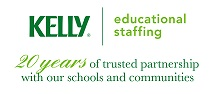 KELLY® educational
staffing
20 years of trusted partnership
with our schools and communities